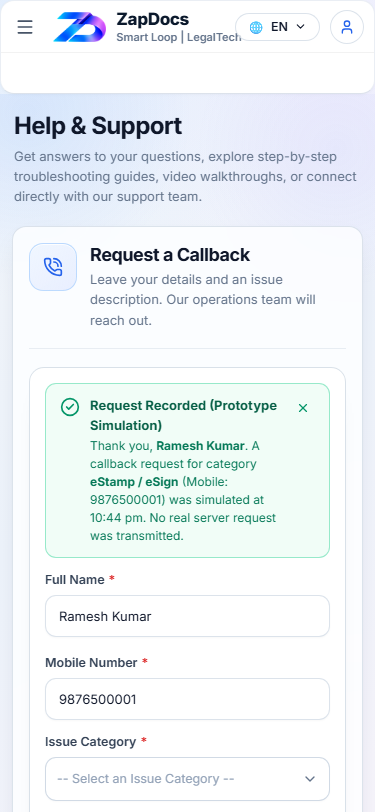 ZapDocs
Smart Loop | LegalTech
EN
Help & Support
Get answers to your questions, explore step-by-step
troubleshooting guides, video walkthroughs, or connect
directly with our support team.
Request a Callback
Leave your details and an issue
description. Our operations team will
reach out.
Request Recorded (Prototype
Simulation)
Thank you, Ramesh Kumar. A
callback request for category
eStamp / eSign (Mobile:
9876500001) was simulated at
10:44 pm. No real server request
was transmitted.
Full Name *
Ramesh Kumar
Mobile Number *
9876500001
Issue Category *
-- Select an Issue Category --